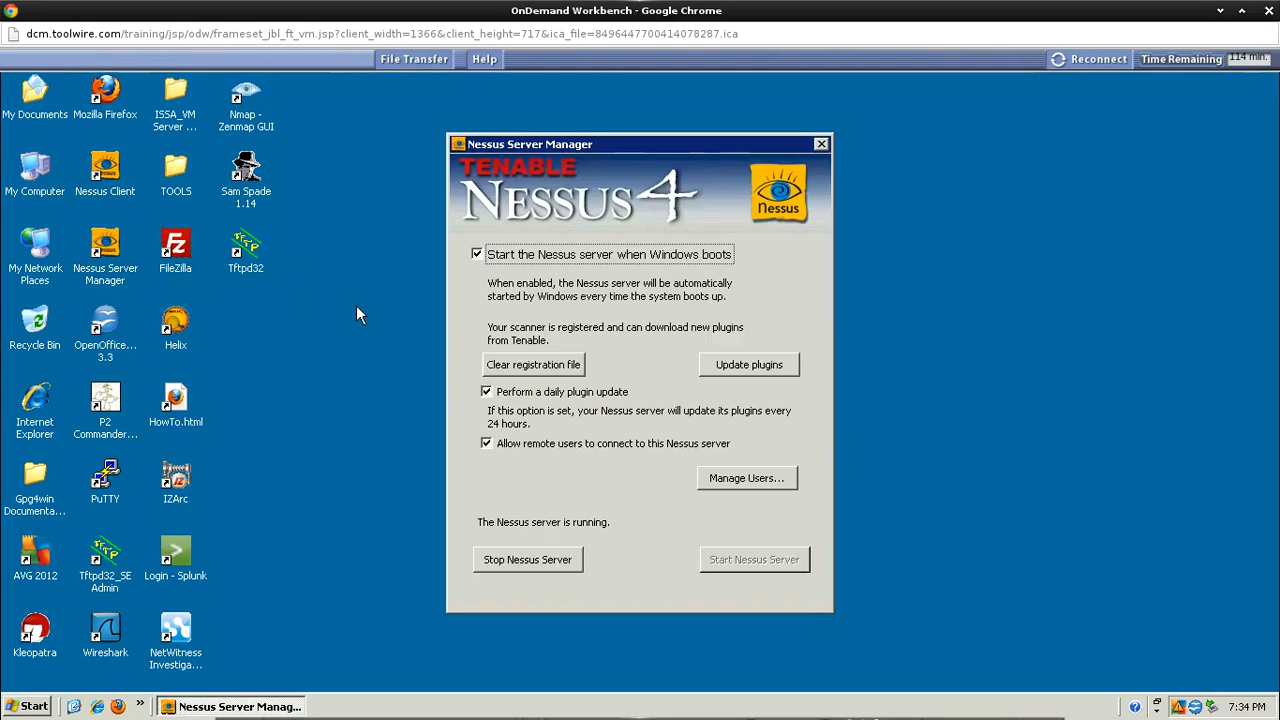 OnDemand Workbench - Google Chrome
dcm.toolwire.com/training/jsp/odw/frameset_jbl_ft_vm.jsp?client_width=1366&client_height=717&ica_file=8496447700414078287.ica
File Transfer
Help
Reconnect
Time Remaining
114 min.
My Documents
Mozilla Firefox
ISSA_VM
Server ...
Nmap -
Zenmap GUI
My Computer
Nessus Client
TOOLS
Sam Spade
1.14
My Network
Places
Nessus Server
Manager
FileZilla
Tftpd32
Recycle Bin
OpenOffice...
3.3
Helix
Internet
Explorer
P2
Commander...
HowTo.html
Gpg4win
Documenta...
PuTTY
IZArc
AVG 2012
Tftpd32_SE
Admin
Login - Splunk
Kleopatra
Wireshark
NetWitness
Investiga...
Nessus Server Manager
TENABLE
NESSUS 4
Nessus
Start the Nessus server when Windows boots
When enabled, the Nessus server will be automatically
started by Windows every time the system boots up.
Your scanner is registered and can download new plugins
from Tenable.
Clear registration file
Update plugins
Perform a daily plugin update
If this option is set, your Nessus server will update its plugins every
24 hours.
Allow remote users to connect to this Nessus server
Manage Users...
The Nessus server is running.
Stop Nessus Server
Start Nessus Server
Start
Nessus Server Manag...
7:34 PM